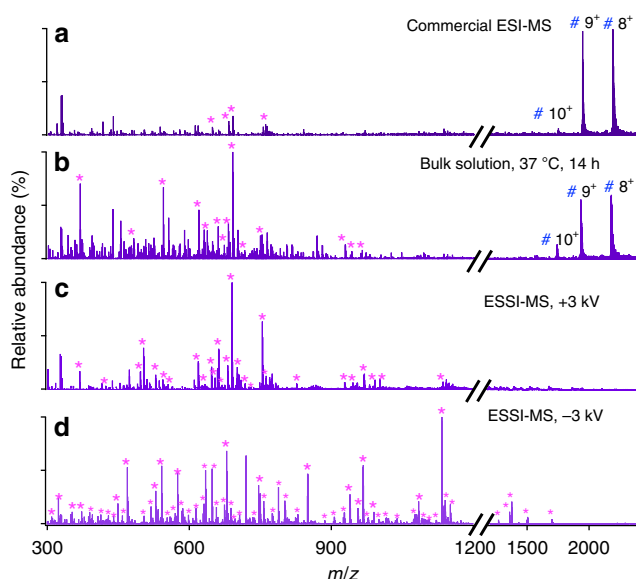 a
Commercial ESI-MS
# 9⁺
# 8⁺
# 10⁺
b
Bulk solution, 37 °C, 14 h
# 9⁺
# 8⁺
# 10⁺
c
ESSI-MS, +3 kV
d
ESSI-MS, −3 kV
Relative abundance (%)
300
600
900
1200
1500
2000
m/z